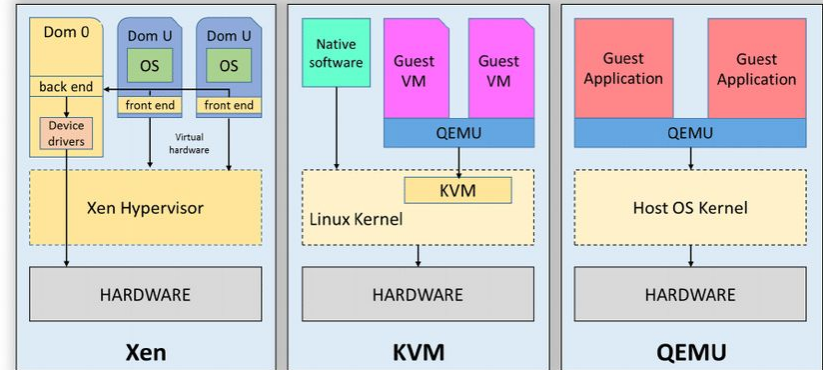 Dom 0
back end
Device
drivers
Dom U
OS
front end
Dom U
OS
front end
Virtual
hardware
Xen Hypervisor
HARDWARE
Xen
Native
software
Guest
VM
Guest
VM
QEMU
KVM
Linux Kernel
HARDWARE
KVM
Guest
Application
Guest
Application
QEMU
Host OS Kernel
HARDWARE
QEMU